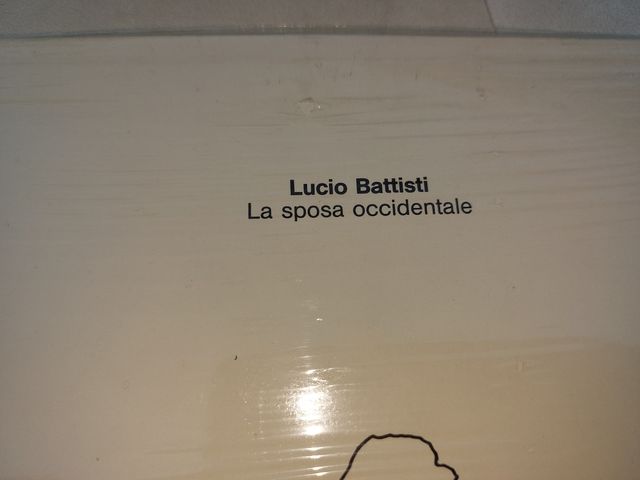 Lucio Battisti
La sposa occidentale